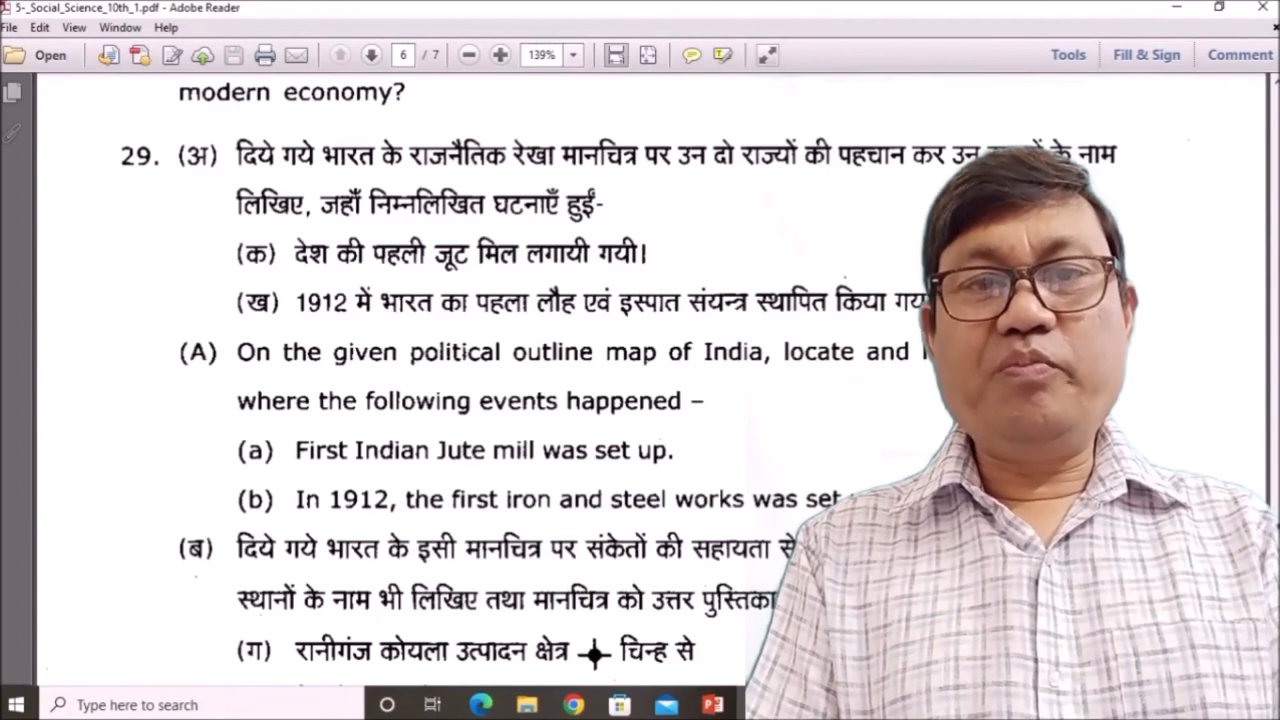 5-_Social_Science_10th_1.pdf - Adobe Reader
File Edit View Window Help
Open 6 / 7 139% Tools Fill & Sign Comment
modern economy?
29. (अ) दिये गये भारत के राजनैतिक रेखा मानचित्र पर उन दो राज्यों की पहचान कर उन के नाम
लिखिए, जहाँ निम्नलिखित घटनाएँ हुईं-
(क) देश की पहली जूट मिल लगायी गयी।
(ख) 1912 में भारत का पहला लौह एवं इस्पात संयन्त्र स्थापित किया
(A) On the given political outline map of India, locate and
where the following events happened –
(a) First Indian Jute mill was set up.
(b) In 1912, the first iron and steel works was set
(ब) दिये गये भारत के इसी मानचित्र पर संकेतों की सहायता से
स्थानों के नाम भी लिखिए तथा मानचित्र को उत्तर पुस्तिका
(ग) रानीगंज कोयला उत्पादन क्षेत्र चिन्ह से
Type here to search